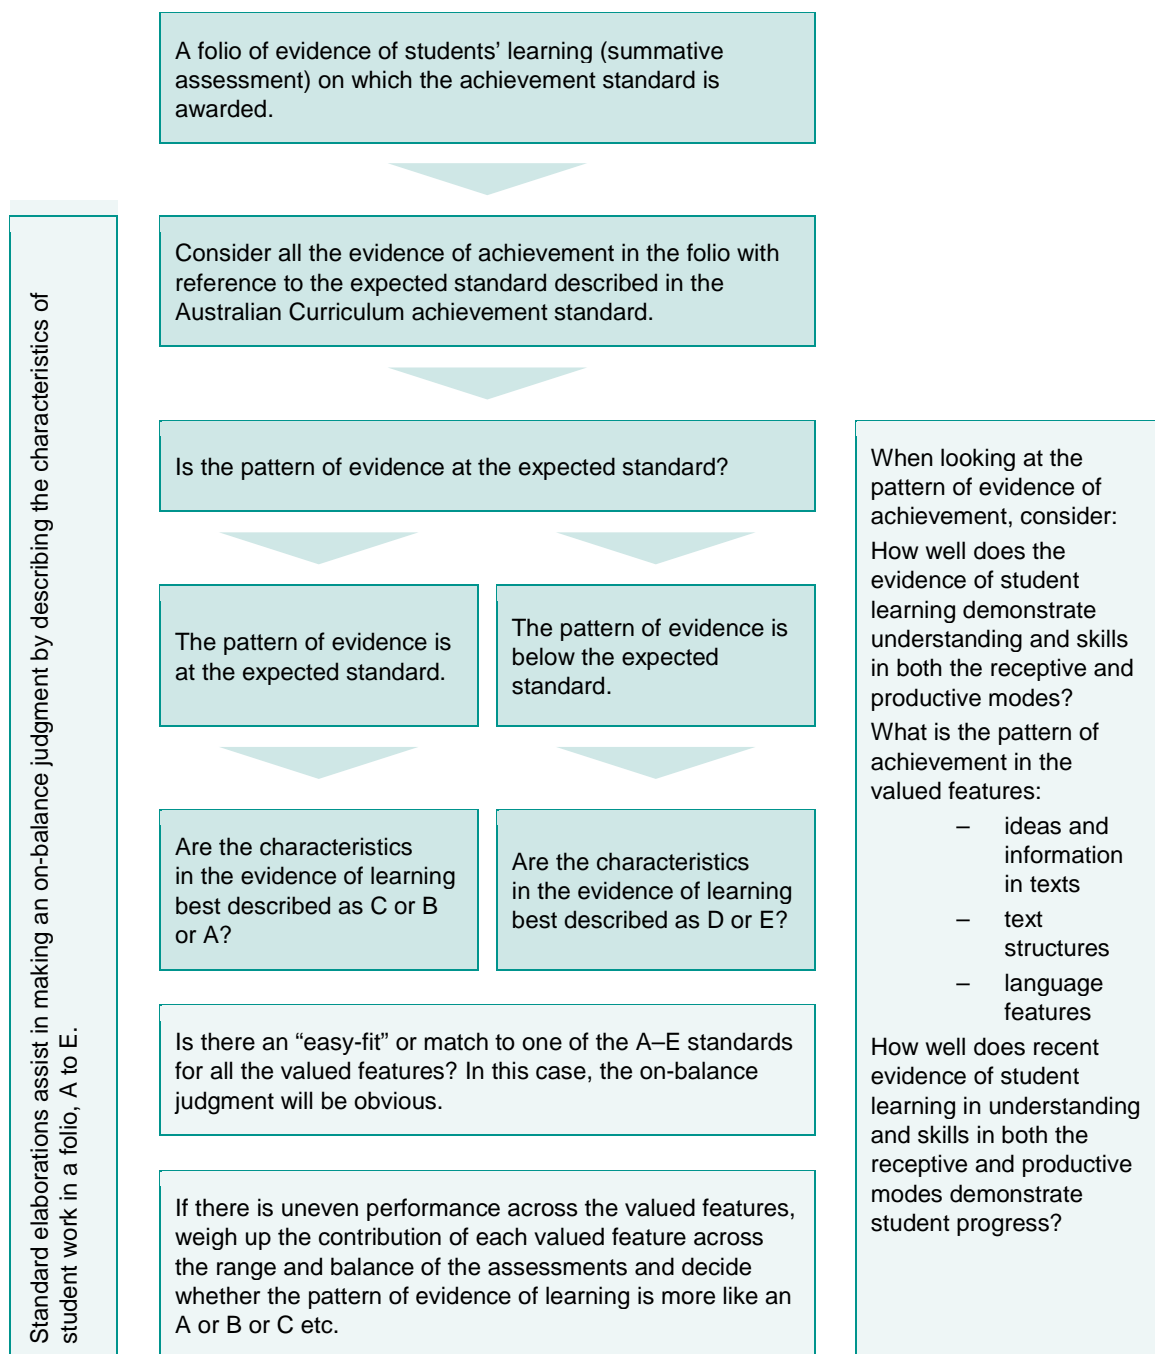 A folio of evidence of students’ learning (summative
assessment) on which the achievement standard is
awarded.
Standard elaborations assist in making an on-balance judgment by describing the characteristics of
student work in a folio, A to E.
Consider all the evidence of achievement in the folio with
reference to the expected standard described in the
Australian Curriculum achievement standard.
Is the pattern of evidence at the expected standard?
The pattern of evidence is
at the expected standard.
The pattern of evidence is
below the expected
standard.
Are the characteristics
in the evidence of learning
best described as C or B
or A?
Are the characteristics
in the evidence of learning
best described as D or E?
Is there an “easy-fit” or match to one of the A–E standards
for all the valued features? In this case, the on-balance
judgment will be obvious.
If there is uneven performance across the valued features,
weigh up the contribution of each valued feature across
the range and balance of the assessments and decide
whether the pattern of evidence of learning is more like an
A or B or C etc.
When looking at the
pattern of evidence of
achievement, consider:
How well does the
evidence of student
learning demonstrate
understanding and skills
in both the receptive and
productive modes?
What is the pattern of
achievement in the
valued features:
– ideas and
information
in texts
– text
structures
– language
features
How well does recent
evidence of student
learning in understanding
and skills in both the
receptive and productive
modes demonstrate
student progress?